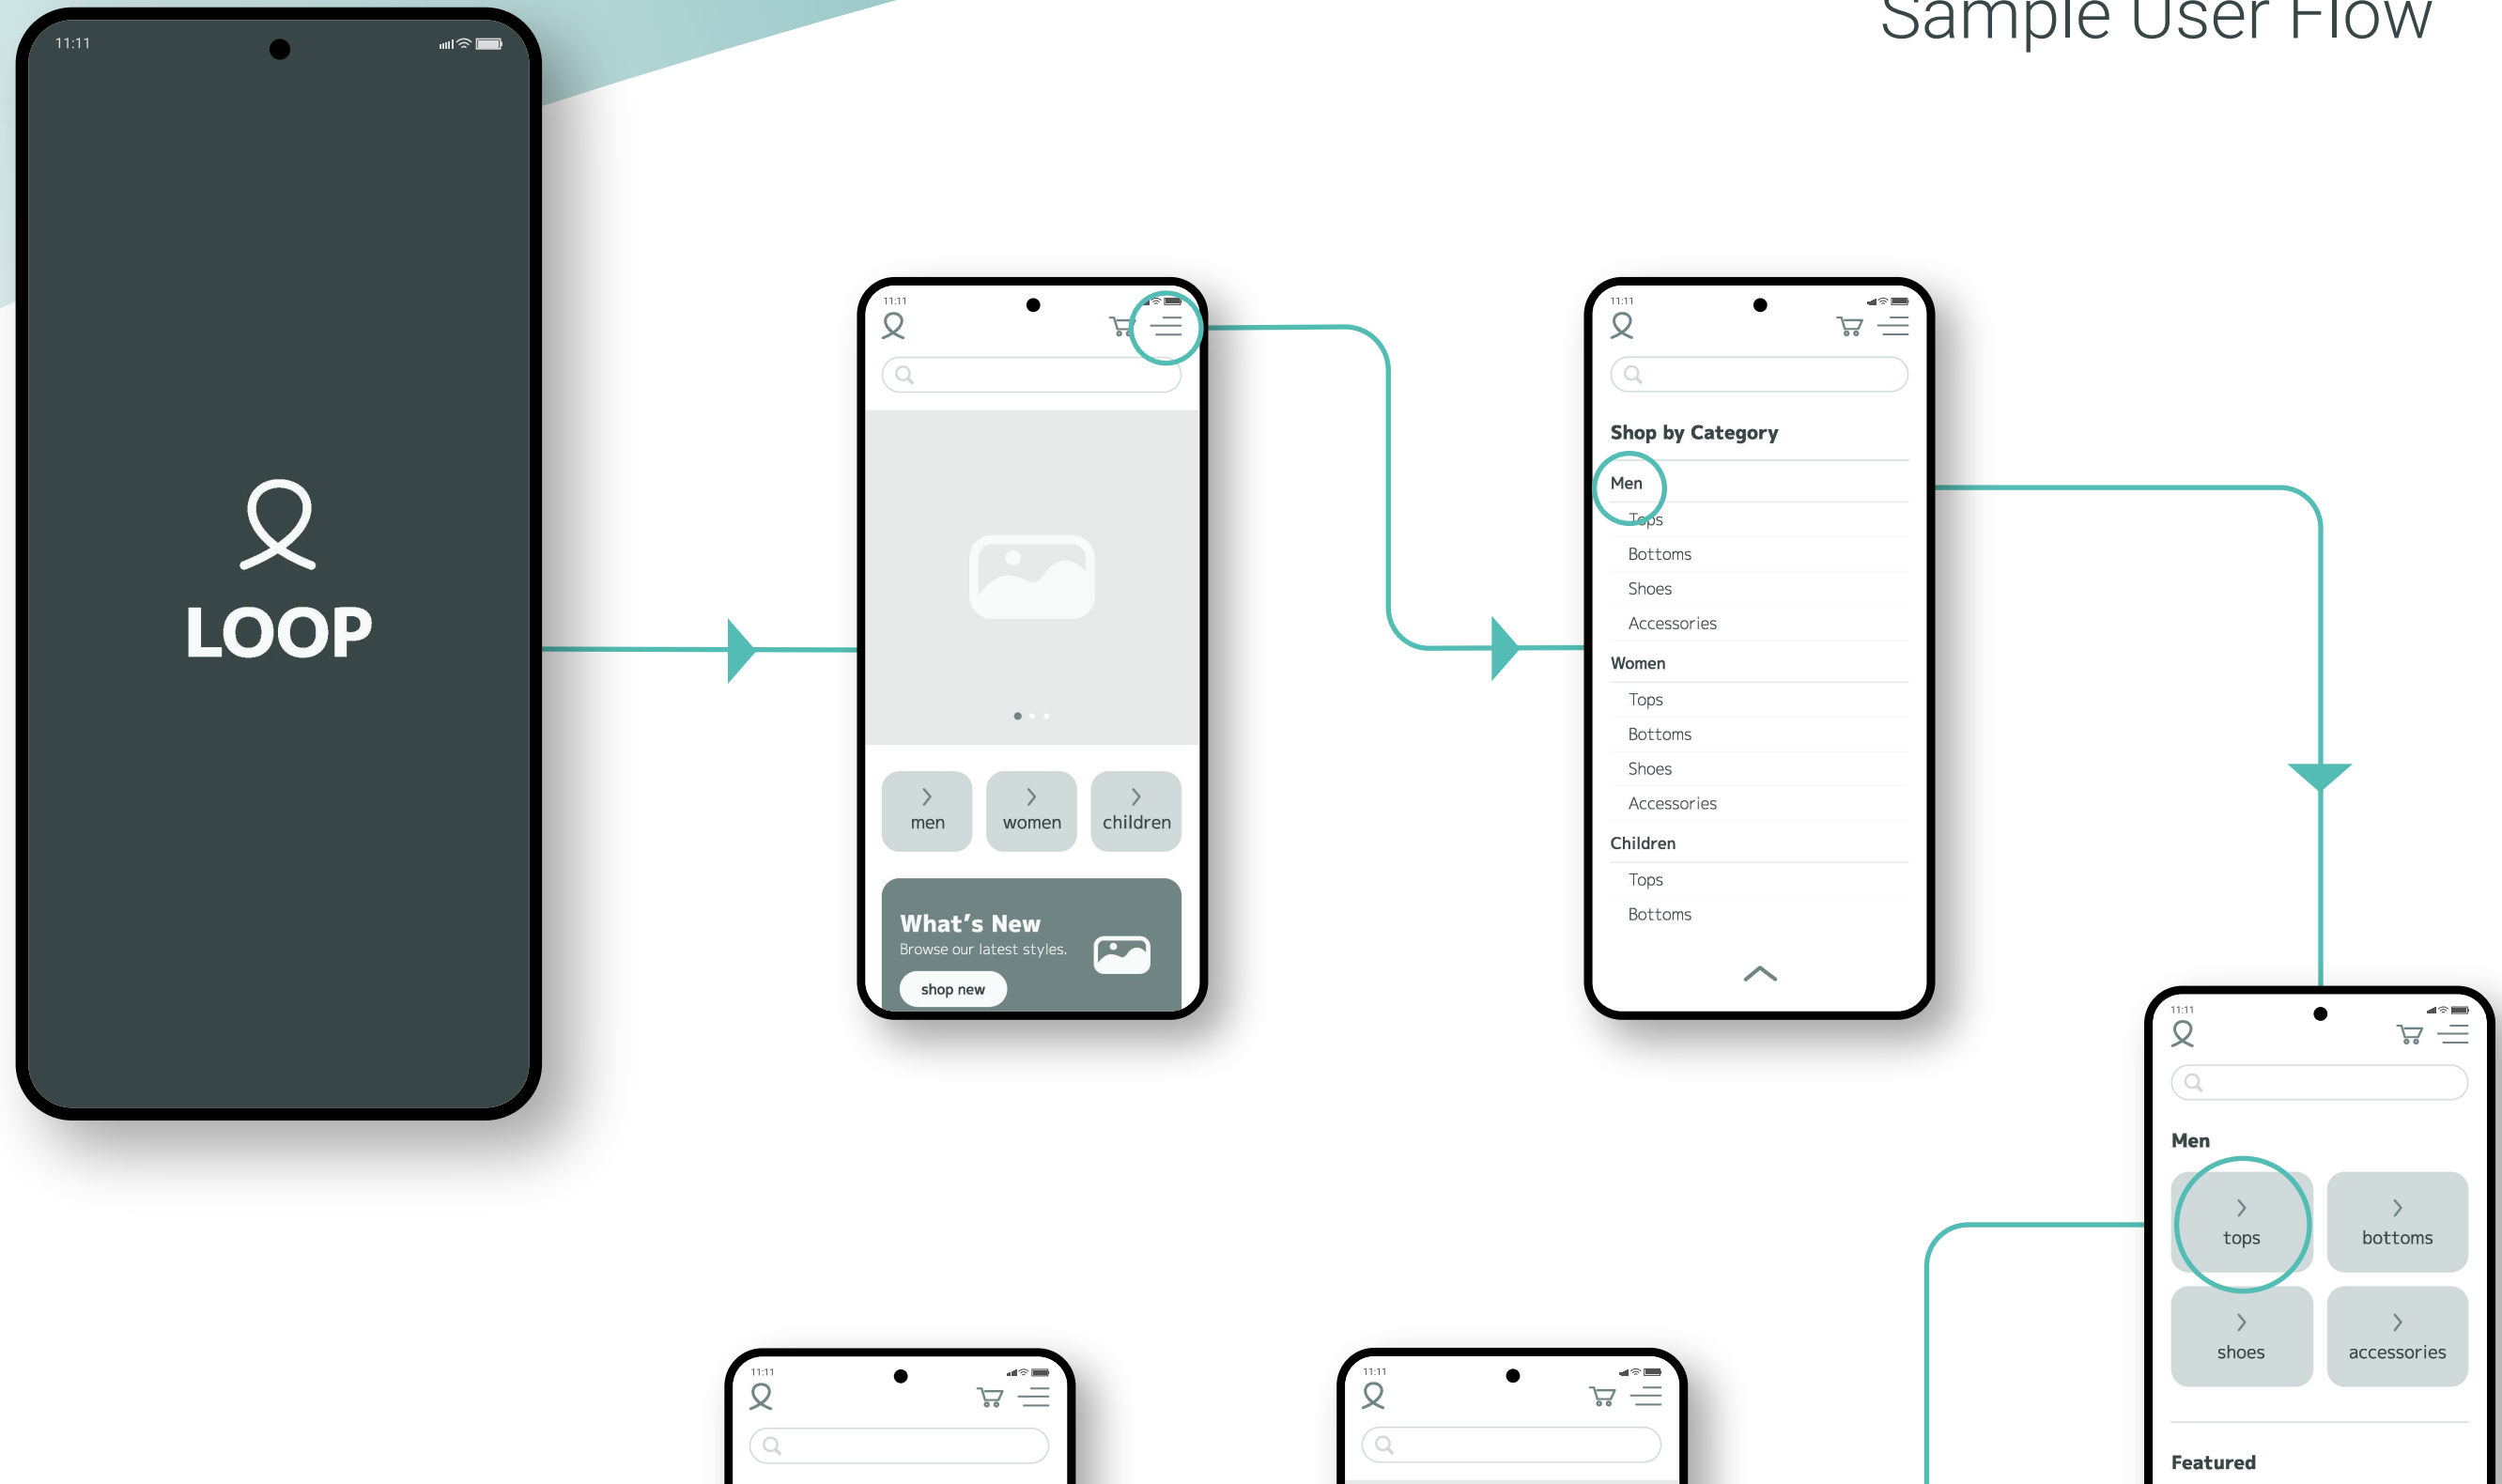 Sample User Flow
11:11
LOOP
11:11
men
women
children
What's New
Browse our latest styles.
shop new
11:11
Shop by Category
Men
Tops
Bottoms
Shoes
Accessories
Women
Tops
Bottoms
Shoes
Accessories
Children
Tops
Bottoms
11:11
Men
tops
bottoms
shoes
accessories
Featured
11:11
11:11